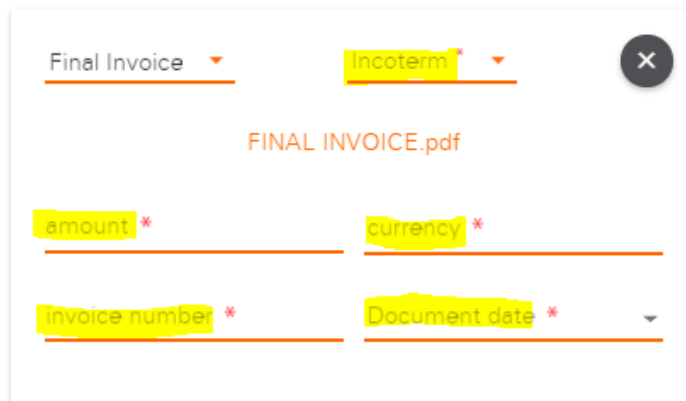 Final Invoice Incoterm *
FINAL INVOICE.pdf
amount * currency *
invoice number * Document date *